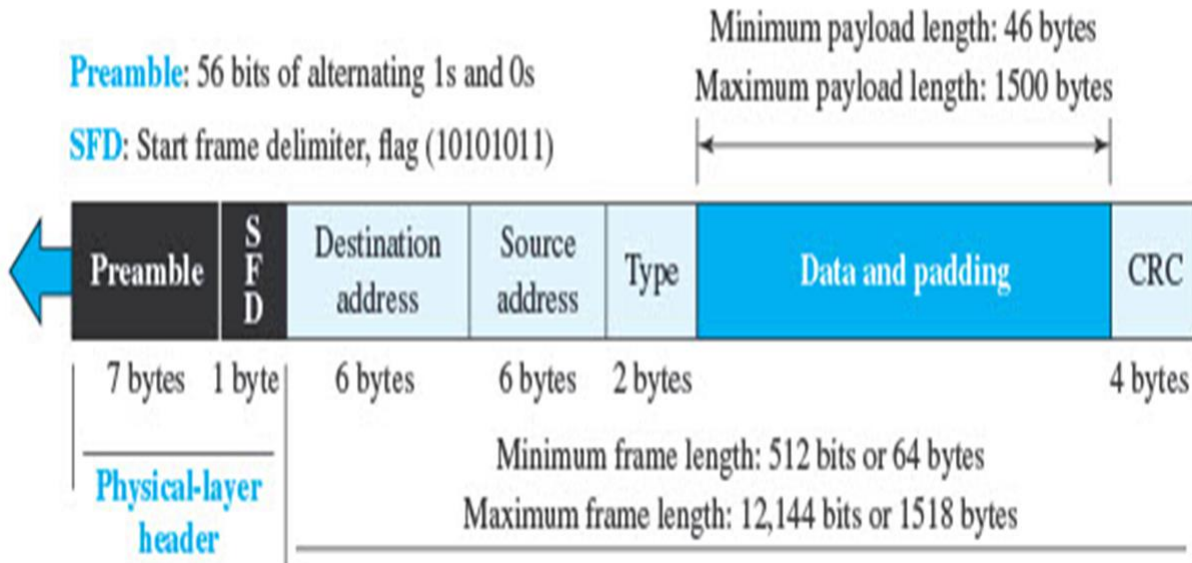 Minimum payload length: 46 bytes
Preamble: 56 bits of alternating 1s and 0s
Maximum payload length: 1500 bytes
SFD: Start frame delimiter, flag (10101011)
Preamble
SFD
Destination
address
Source
address
Type
Data and padding
CRC
7 bytes
1 byte
6 bytes
6 bytes
2 bytes
4 bytes
Minimum frame length: 512 bits or 64 bytes
Maximum frame length: 12,144 bits or 1518 bytes
Physical-layer
header